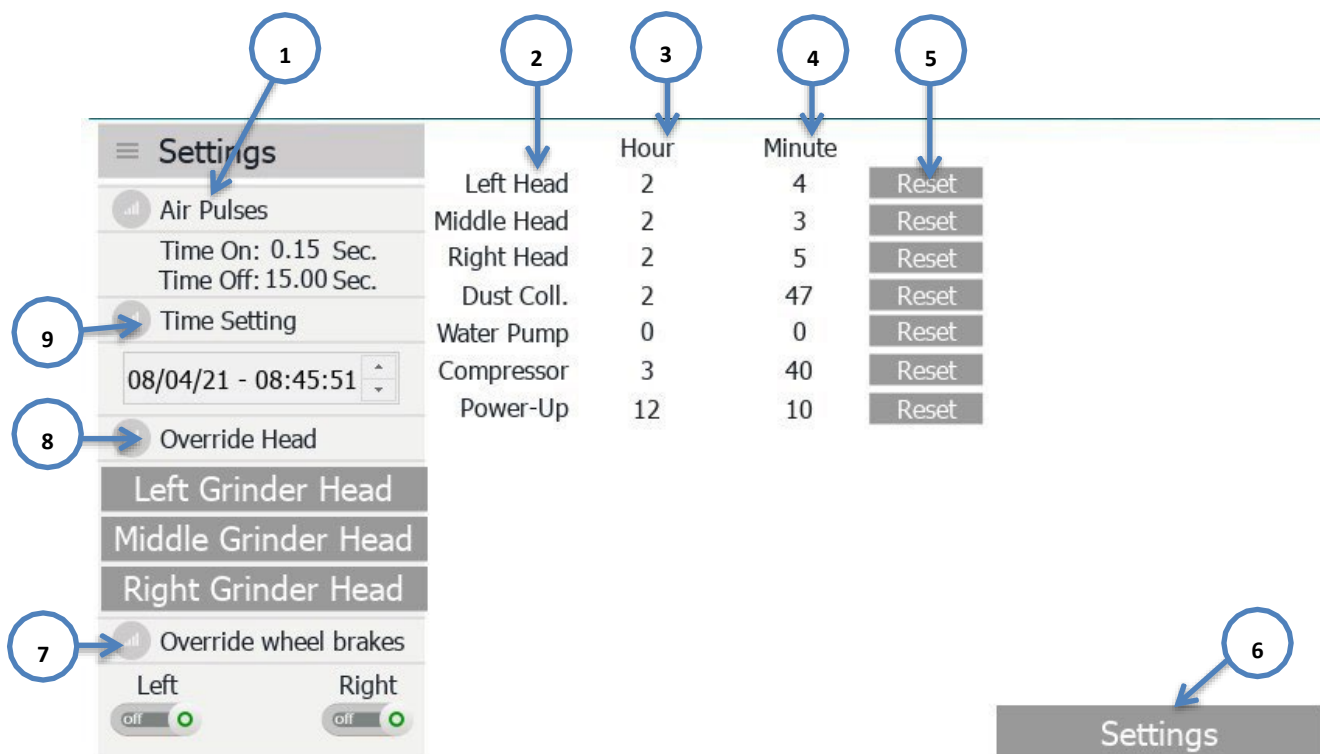 1
2
3
4
5
Settings
Hour Minute
Left Head 2 4 Reset
Air Pulses
Middle Head 2 3 Reset
Time On: 0.15 Sec.
Right Head 2 5 Reset
Time Off: 15.00 Sec.
Dust Coll. 2 47 Reset
9
Time Setting
Water Pump 0 0 Reset
08/04/21 - 08:45:51
Compressor 3 40 Reset
Power-Up 12 10 Reset
8
Override Head
Left Grinder Head
Middle Grinder Head
Right Grinder Head
7
Override wheel brakes
6
Left Right
off off
Settings